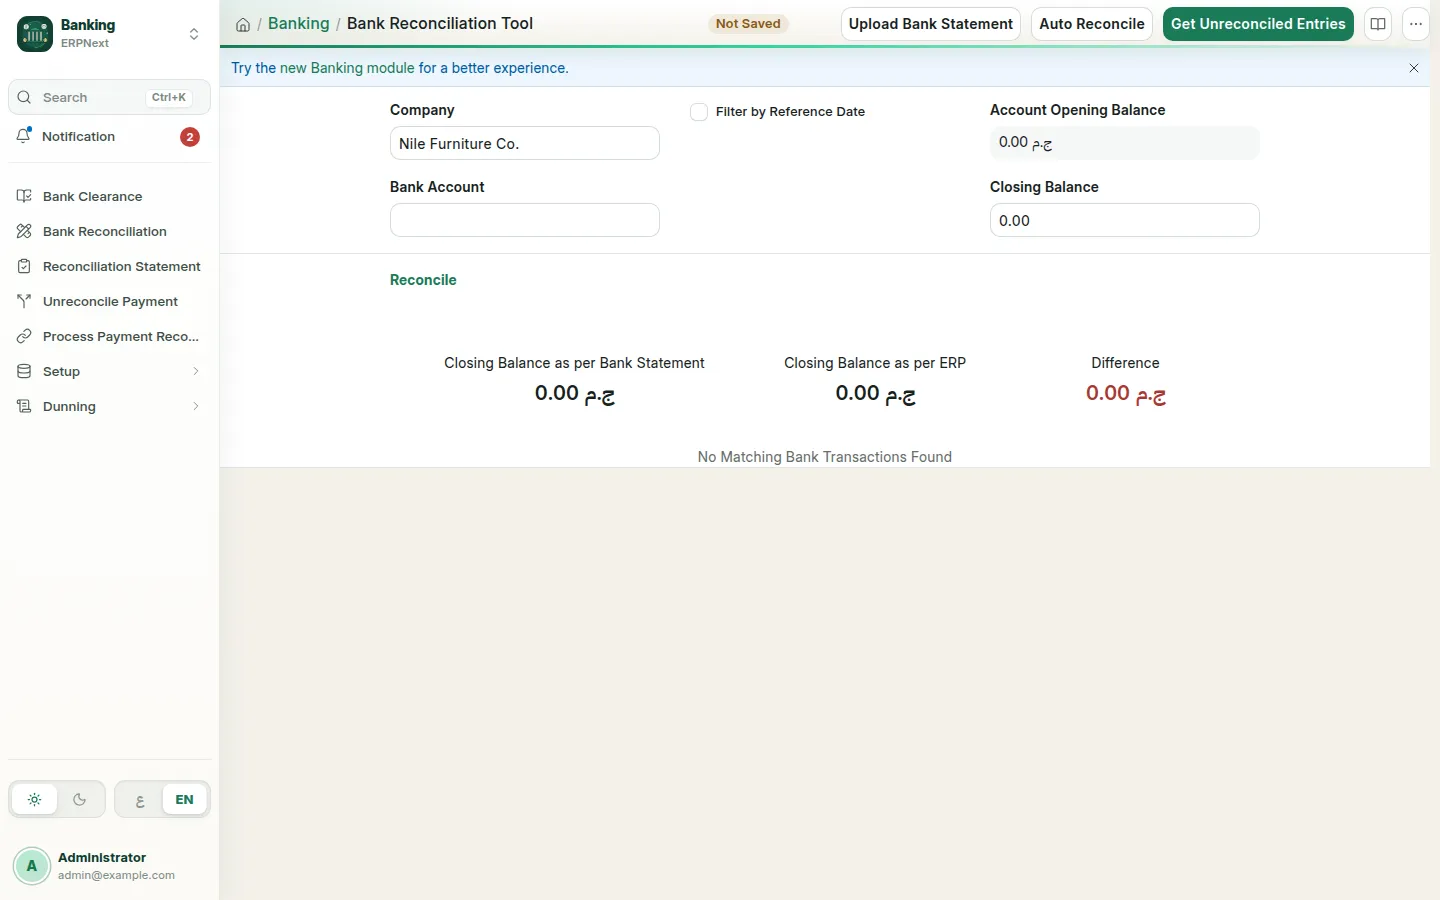 Banking
ERPNext
Search
Ctrl+K
Notification
2
Bank Clearance
Bank Reconciliation
Reconciliation Statement
Unreconcile Payment
Process Payment Reco...
Setup
Dunning
ع
EN
A
Administrator
admin@example.com
/ Banking / Bank Reconciliation Tool
Not Saved
Upload Bank Statement
Auto Reconcile
Get Unreconciled Entries
Try the new Banking module for a better experience.
Company
Nile Furniture Co.
Filter by Reference Date
Account Opening Balance
0.00 ج.م
Bank Account
Closing Balance
0.00
Reconcile
Closing Balance as per Bank Statement
0.00 ج.م
Closing Balance as per ERP
0.00 ج.م
Difference
0.00 ج.م
No Matching Bank Transactions Found